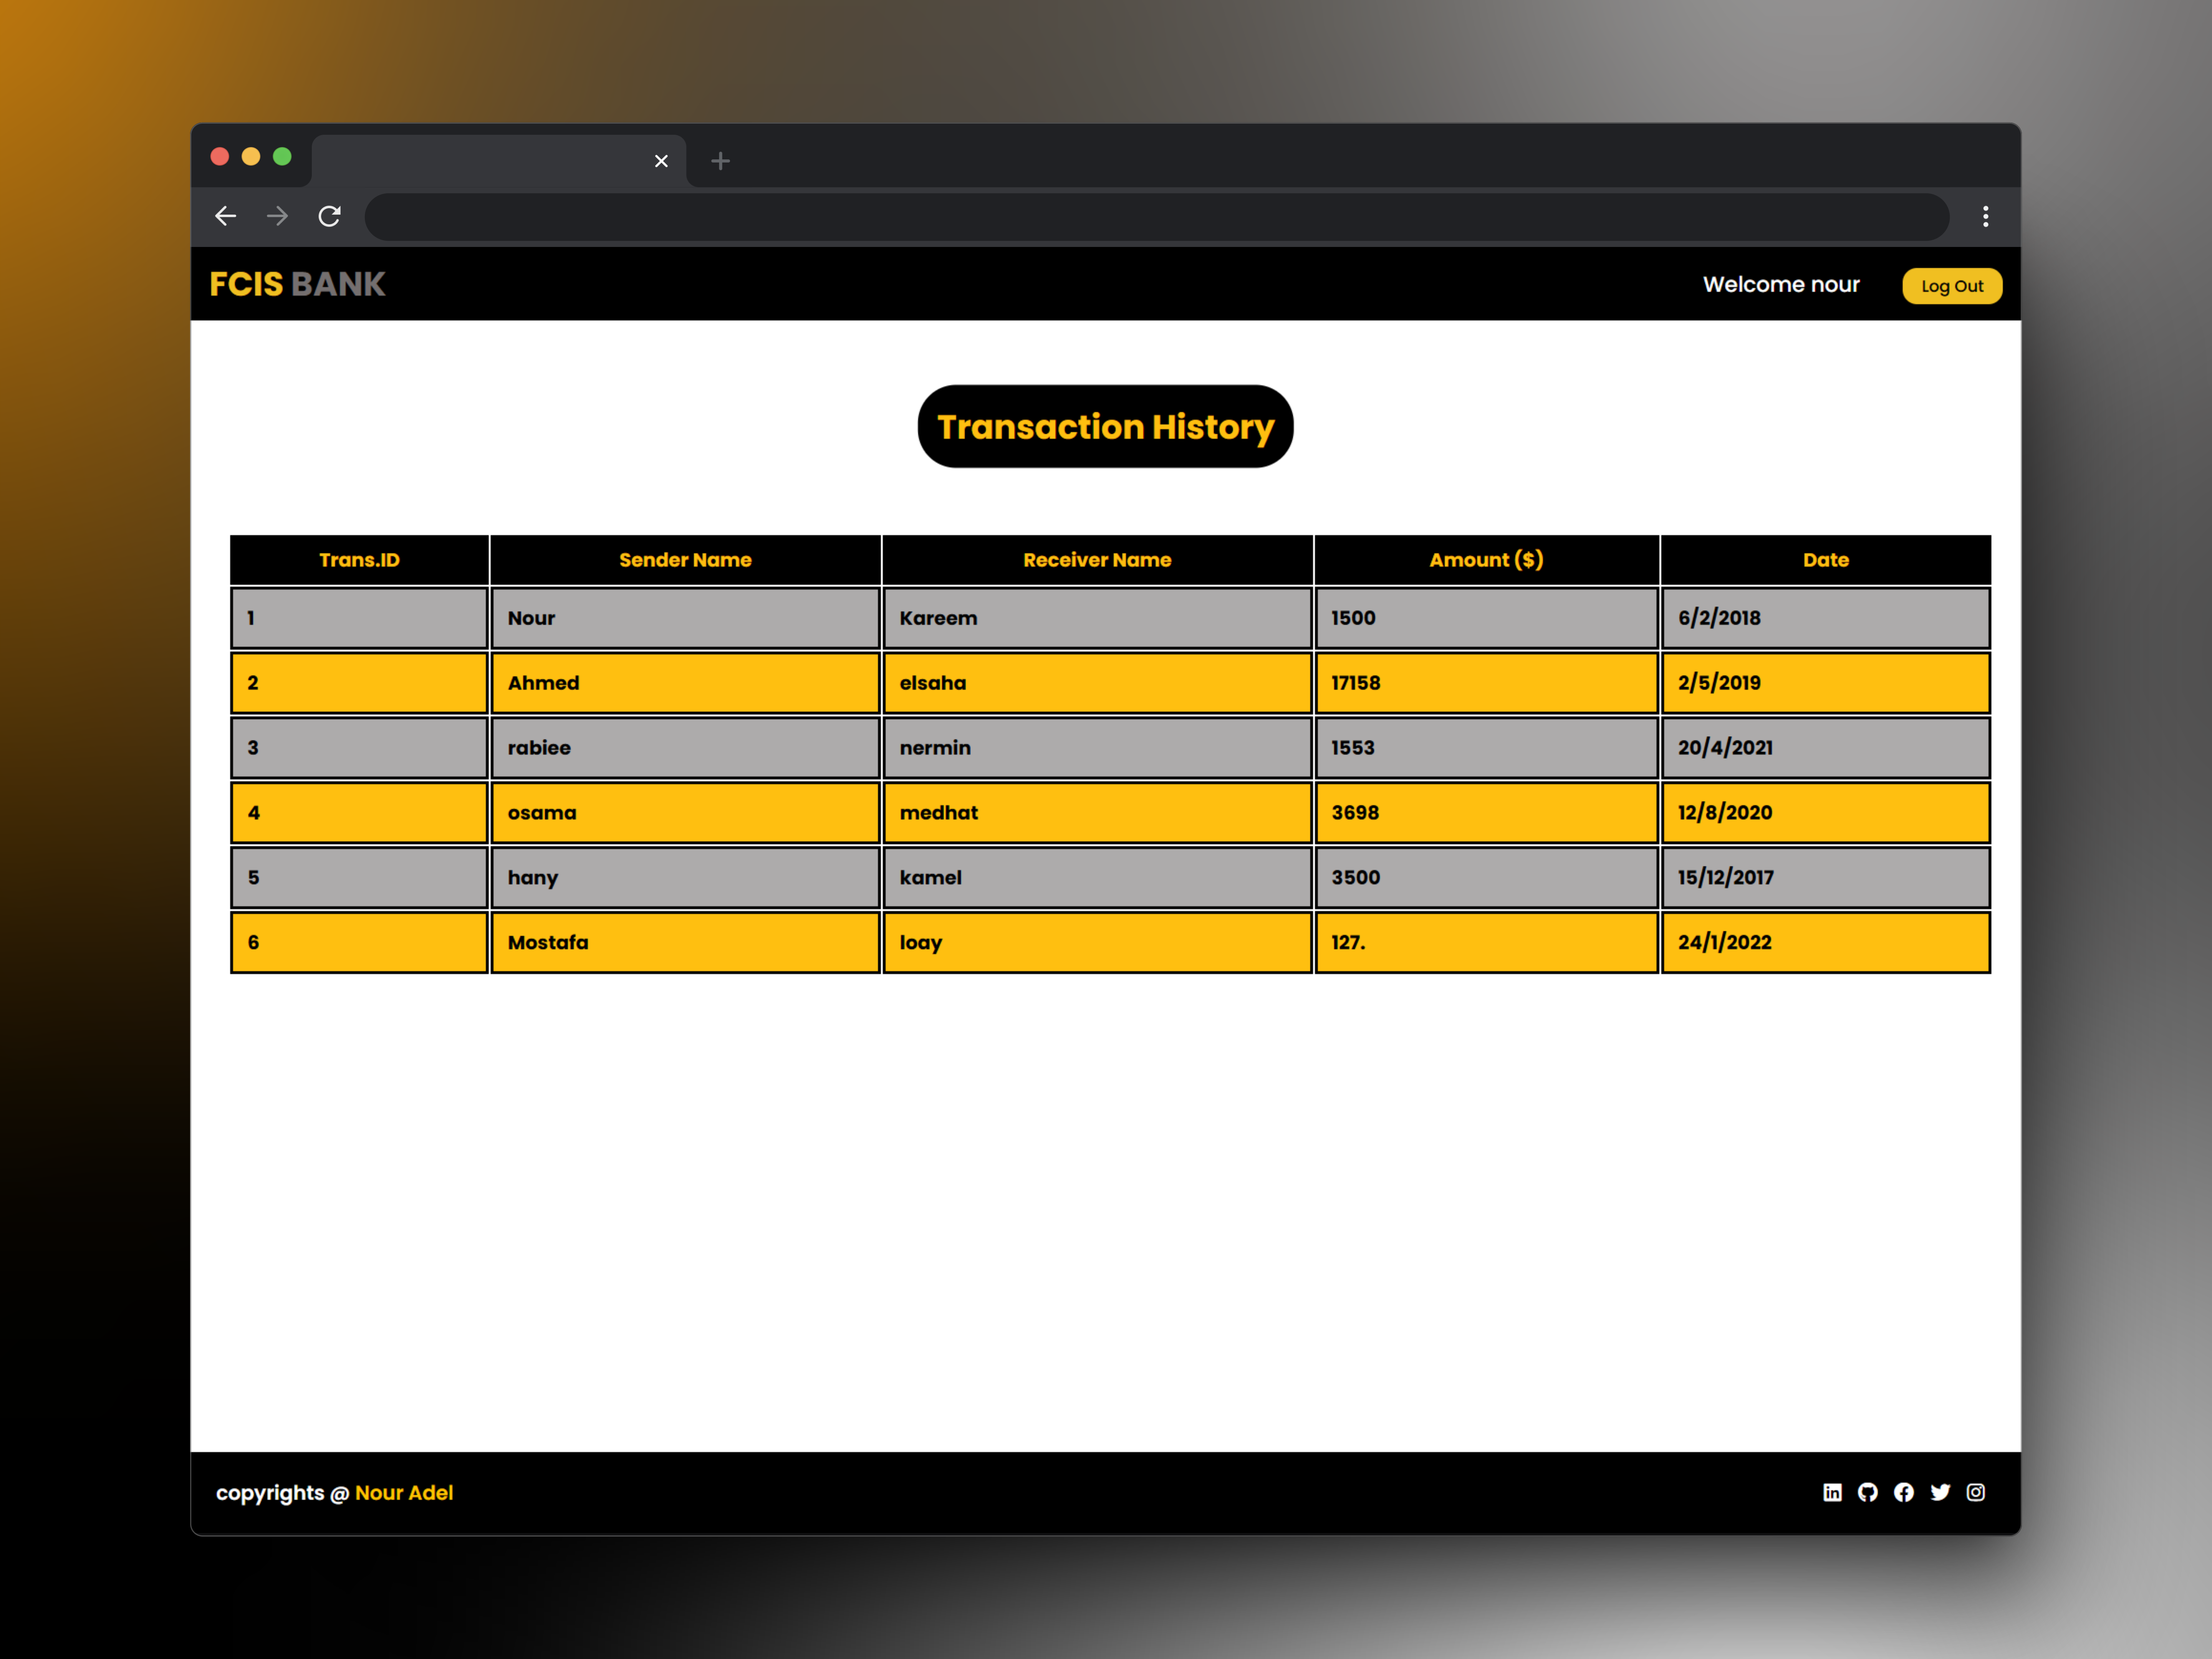 FCIS BANK
Welcome nour
Log Out
Transaction History
Trans.ID Sender Name Receiver Name Amount ($) Date
1 Nour Kareem 1500 6/2/2018
2 Ahmed elsaha 17158 2/5/2019
3 rabiee nermin 1553 20/4/2021
4 osama medhat 3698 12/8/2020
5 hany kamel 3500 15/12/2017
6 Mostafa loay 127. 24/1/2022
copyrights @ Nour Adel